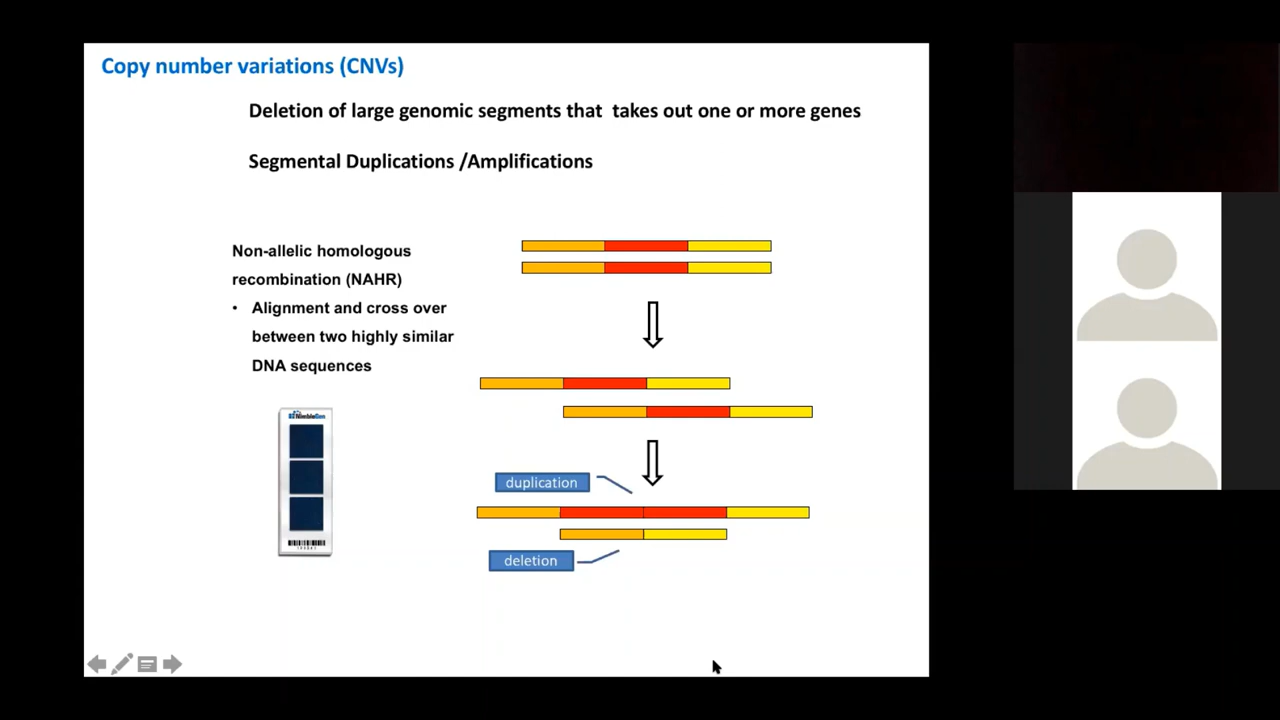 Copy number variations (CNVs)
Deletion of large genomic segments that  takes out one or more genes
Segmental Duplications /Amplifications
Non-allelic homologous
recombination (NAHR)
• Alignment and cross over
between two highly similar
DNA sequences
NimbleGen
duplication
deletion